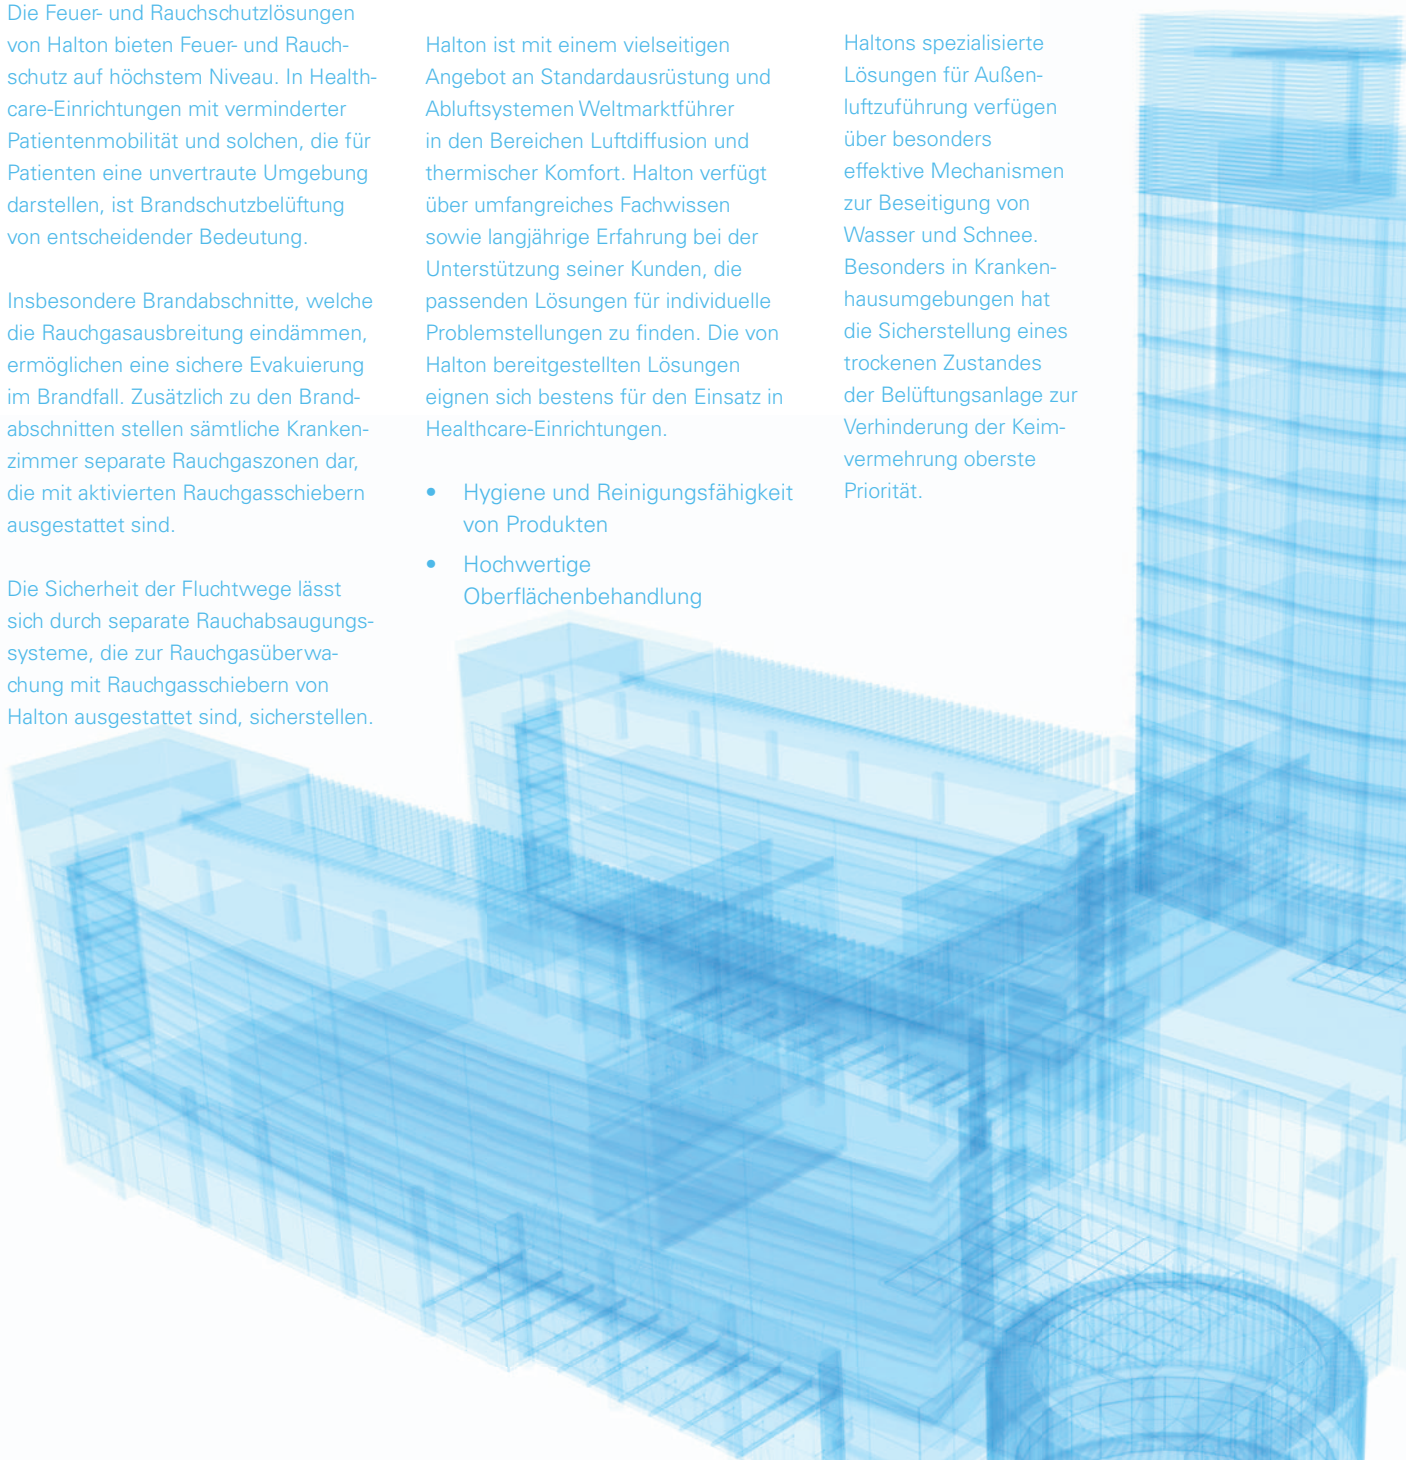 Die Feuer- und Rauchschutzlösungen
von Halton bieten Feuer- und Rauch-
schutz auf höchstem Niveau. In Health-
care-Einrichtungen mit verminderter
Patientenmobilität und solchen, die für
Patienten eine unvertraute Umgebung
darstellen, ist Brandschutzbelüftung
von entscheidender Bedeutung.
Insbesondere Brandabschnitte, welche
die Rauchgasausbreitung eindämmen,
ermöglichen eine sichere Evakuierung
im Brandfall. Zusätzlich zu den Brand-
abschnitten stellen sämtliche Kranken-
zimmer separate Rauchgaszonen dar,
die mit aktivierten Rauchgasschiebern
ausgestattet sind.
Die Sicherheit der Fluchtwege lässt
sich durch separate Rauchabsaugungs-
systeme, die zur Rauchgasüberwa-
chung mit Rauchgasschiebern von
Halton ausgestattet sind, sicherstellen.
Halton ist mit einem vielseitigen
Angebot an Standardausrüstung und
Abluftsystemen Weltmarktführer
in den Bereichen Luftdiffusion und
thermischer Komfort. Halton verfügt
über umfangreiches Fachwissen
sowie langjährige Erfahrung bei der
Unterstützung seiner Kunden, die
passenden Lösungen für individuelle
Problemstellungen zu finden. Die von
Halton bereitgestellten Lösungen
eignen sich bestens für den Einsatz in
Healthcare-Einrichtungen.
• Hygiene und Reinigungsfähigkeit
von Produkten
• Hochwertige
Oberflächenbehandlung
Haltons spezialisierte
Lösungen für Außen-
luftzuführung verfügen
über besonders
effektive Mechanismen
zur Beseitigung von
Wasser und Schnee.
Besonders in Kranken-
hausumgebungen hat
die Sicherstellung eines
trockenen Zustandes
der Belüftungsanlage zur
Verhinderung der Keim-
vermehrung oberste
Priorität.